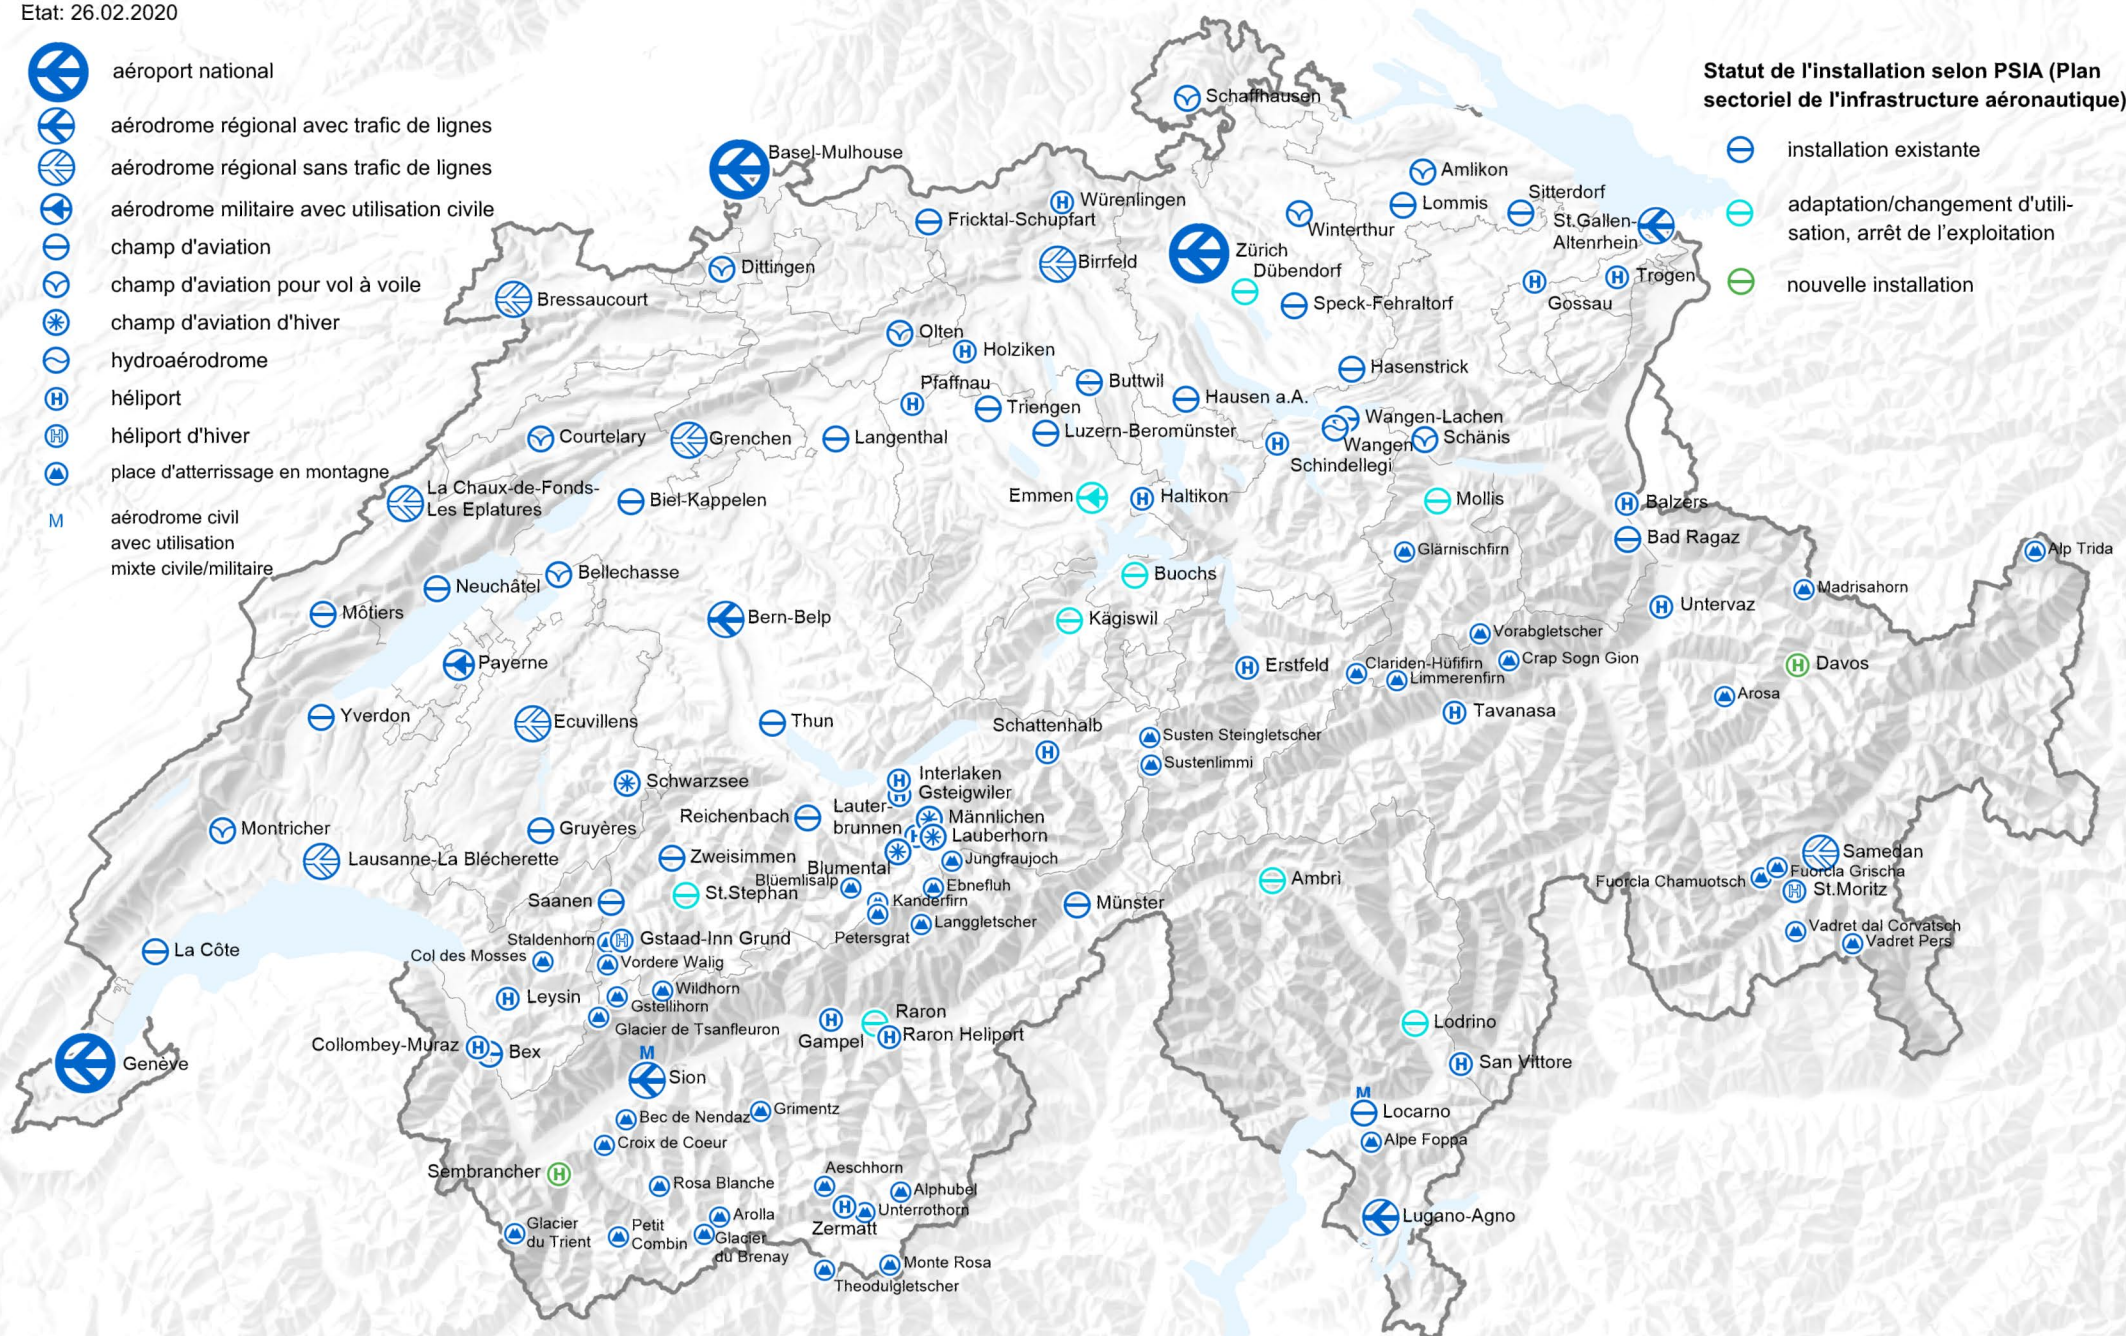 Etat: 26.02.2020
aéroport national
aérodrome régional avec trafic de lignes
aérodrome régional sans trafic de lignes
aérodrome militaire avec utilisation civile
champ d'aviation
champ d'aviation pour vol à voile
champ d'aviation d'hiver
hydroaérodrome
H
héliport
H
héliport d'hiver
place d'atterrissage en montagne
M
aérodrome civil
avec utilisation
mixte civile/militaire
Statut de l'installation selon PSIA (Plan
sectoriel de l'infrastructure aéronautique)
installation existante
adaptation/changement d'utili-
sation, arrêt de l'exploitation
nouvelle installation
Schaffhausen
Basel-Mulhouse
Amlikon
Sitterdorf
Würenlingen
Lommis
Fricktal-Schupfart
Winterthur
St.Gallen-
Altenrhein
Zürich
Birrfeld
Dübendorf
Dittingen
Trogen
Bressaucourt
Speck-Fehraltorf
Gossau
Olten
Holziken
Hasenstrick
Pfaffnau
Buttwil
Hausen a.A.
Triengen
Wangen-Lachen
Courtelary
Grenchen
Langenthal
Luzern-Beromünster
Wangen
Schänis
Schindellegi
La Chaux-de-Fonds-
Les Eplatures
Biel-Kappelen
Emmen
Haltikon
Mollis
Balzers
Bad Ragaz
Glärnischfirn
Alp Trida
Bellechasse
Buochs
Neuchâtel
Madrisahorn
Môtiers
Bern-Belp
Kägiswil
Untervaz
Vorabgletscher
Payerne
Erstfeld
Clariden-Hüfifirn
Crap Sogn Gion
Limmerenfirn
Davos
Arosa
Yverdon
Ecuvillens
Thun
Schattenhalb
Tavanasa
Susten Steingletscher
Sustenlimmi
Schwarzsee
Interlaken
Gsteigwiler
Reichenbach
Lauter-
brunnen
Männlichen
Lauberhorn
Montricher
Gruyères
Lausanne-La Blécherette
Zweisimmen
Blumental
Jungfraujoch
Samedan
Fuorcla Grischa
Fuorcla Chamuotsch
St.Moritz
Blüemlisalp
Ebnefluh
St.Stephan
Ambrì
Saanen
Kanderfirn
Münster
Langgletscher
Petersgrat
Vadret dal Corvatsch
Vadret Pers
Staldenhorn
Gstaad-Inn Grund
La Côte
Col des Mosses
Vordere Walig
Wildhorn
Leysin
Gstellihorn
Glacier de Tsanfleuron
Raron
Gampel
Raron Heliport
Lodrino
Collombey-Muraz
Bex
Genève
M
Sion
San Vittore
M
Locarno
Bec de Nendaz
Grimentz
Croix de Coeur
Alpe Foppa
Sembrancher
Rosa Blanche
Aeschhorn
Alphubel
Unterrothorn
Zermatt
Arolla
Lugano-Agno
Glacier
du Trient
Petit
Combin
Glacier
du Brenay
Monte Rosa
Theodulgletscher